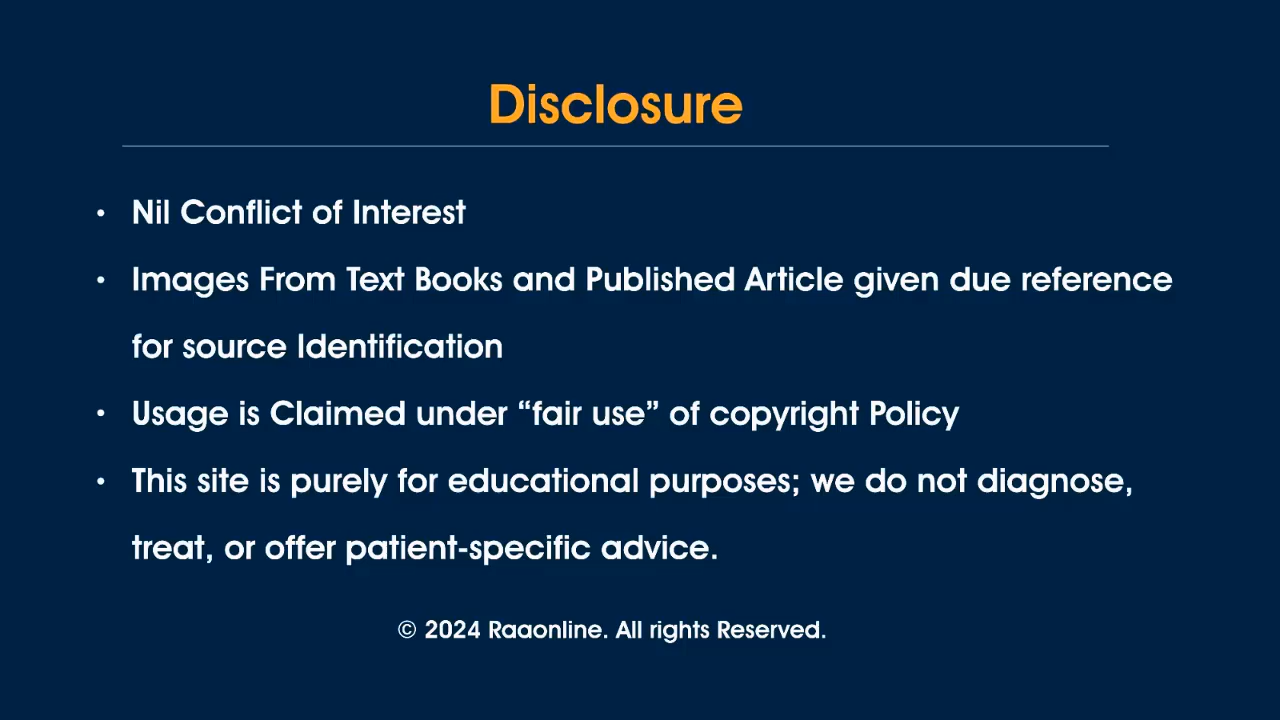 Disclosure
• Nil Conflict of Interest
• Images From Text Books and Published Article given due reference
for source Identification
• Usage is Claimed under “fair use” of copyright Policy
• This site is purely for educational purposes; we do not diagnose,
treat, or offer patient-specific advice.
© 2024 Raaonline. All rights Reserved.